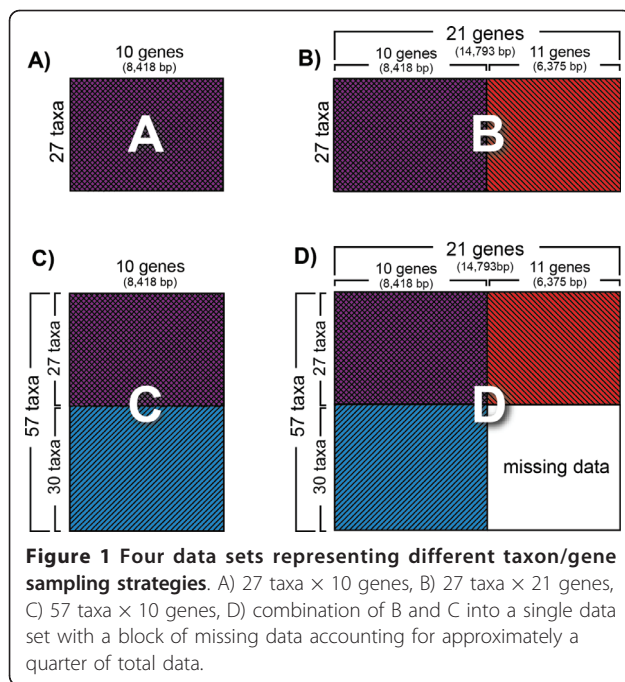 A)
10 genes
(8,418 bp)
27 taxa
A
B)
21 genes
(14,793 bp)
10 genes
(8,418 bp)
11 genes
(6,375 bp)
27 taxa
B
C)
10 genes
(8,418 bp)
57 taxa
27 taxa
30 taxa
C
D)
21 genes
(14,793bp)
10 genes
(8,418 bp)
11 genes
(6,375 bp)
57 taxa
27 taxa
30 taxa
D
missing data
Figure 1 Four data sets representing different taxon/gene
sampling strategies. A) 27 taxa × 10 genes, B) 27 taxa × 21 genes,
C) 57 taxa × 10 genes, D) combination of B and C into a single data
set with a block of missing data accounting for approximately a
quarter of total data.